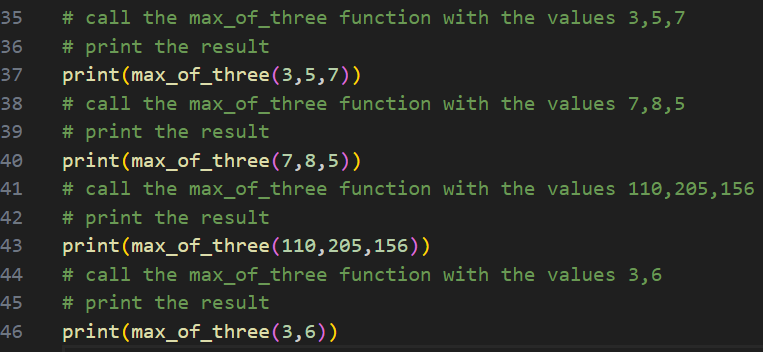 35 # call the max_of_three function with the values 3,5,7
36 # print the result
37 print(max_of_three(3,5,7))
38 # call the max_of_three function with the values 7,8,5
39 # print the result
40 print(max_of_three(7,8,5))
41 # call the max_of_three function with the values 110,205,156
42 # print the result
43 print(max_of_three(110,205,156))
44 # call the max_of_three function with the values 3,6
45 # print the result
46 print(max_of_three(3,6))